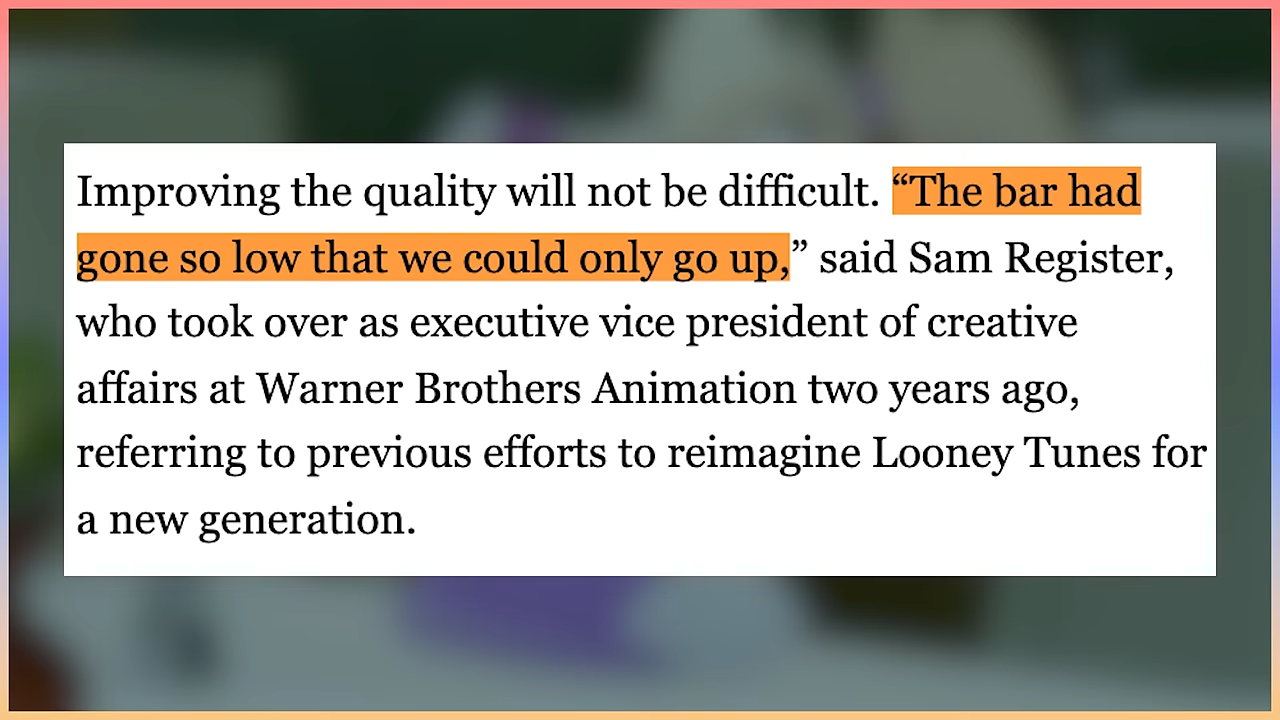 Improving the quality will not be difficult. “The bar had
gone so low that we could only go up,” said Sam Register,
who took over as executive vice president of creative
affairs at Warner Brothers Animation two years ago,
referring to previous efforts to reimagine Looney Tunes for
a new generation.